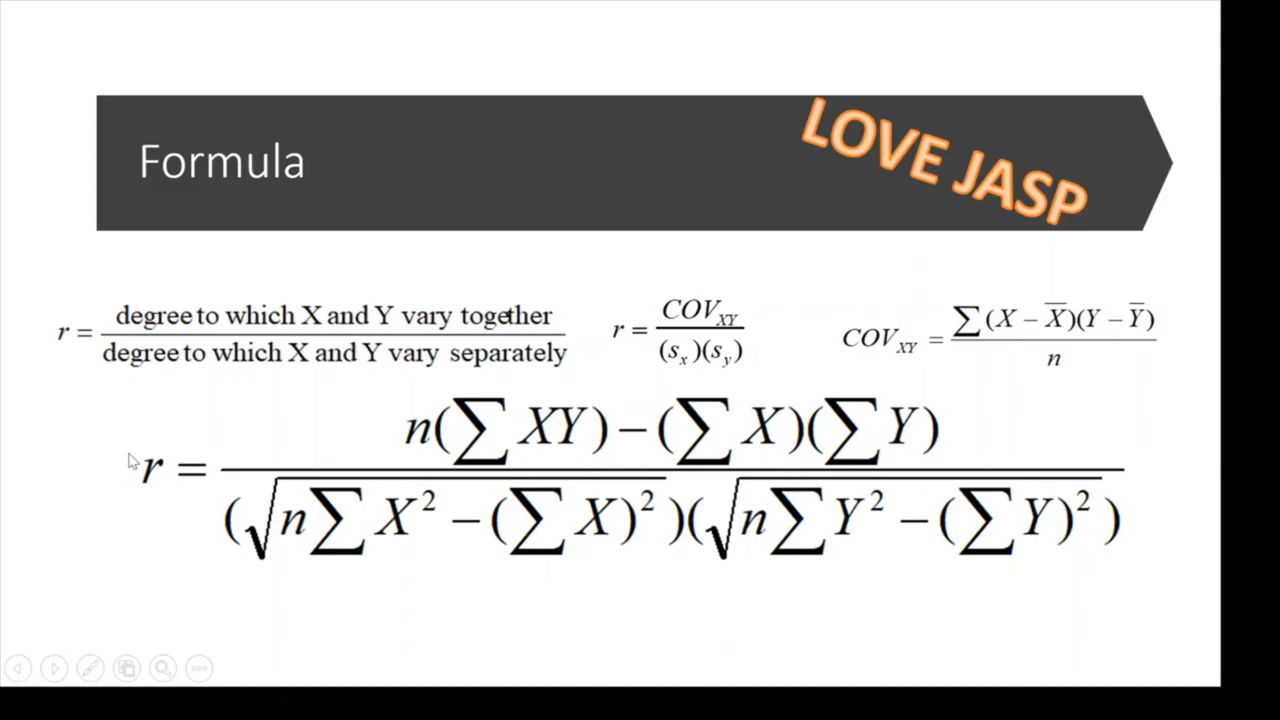 Formula
LOVE JASP
r = degree to which X and Y vary together / degree to which X and Y vary separately
r = COV_XY / (s_x)(s_y)
COV_XY = ∑(X − X̅)(Y − Y̅) / n
r = n(∑XY) − (∑X)(∑Y) / (√n∑X² − (∑X)²)(√n∑Y² − (∑Y)²)